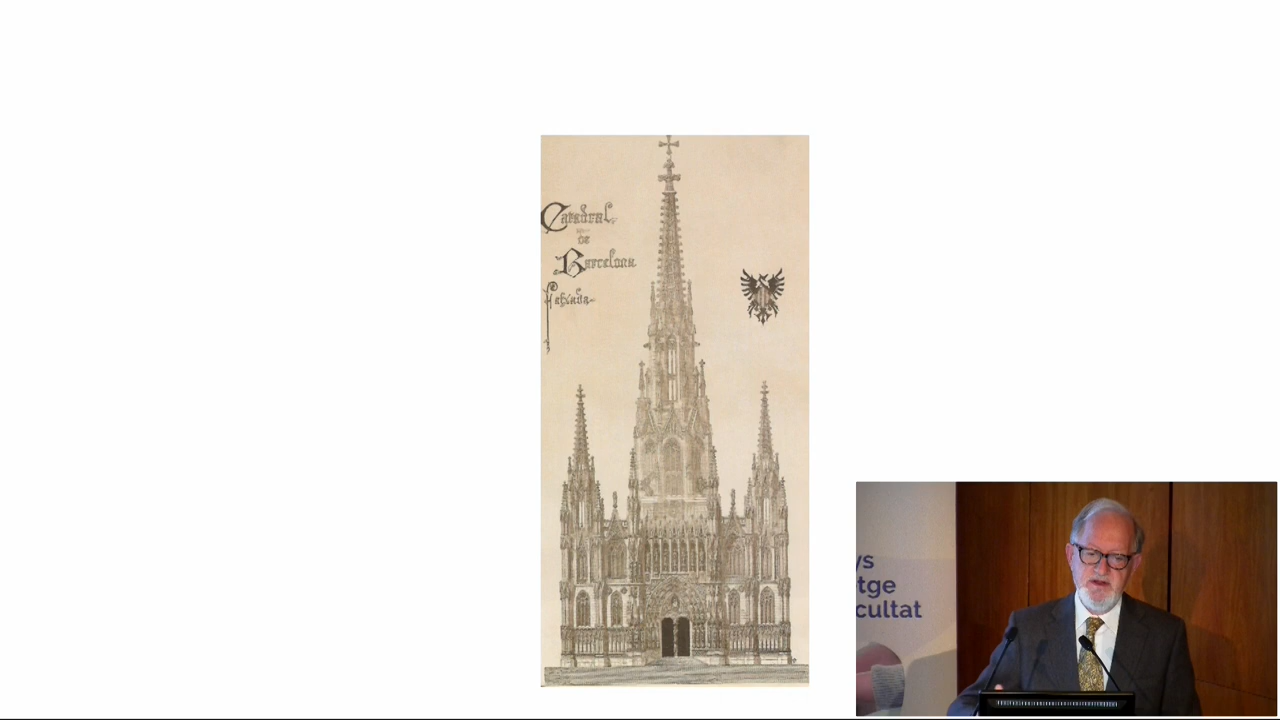 Catedral
de
Barcelona
Fachada
ys
tge
cultat